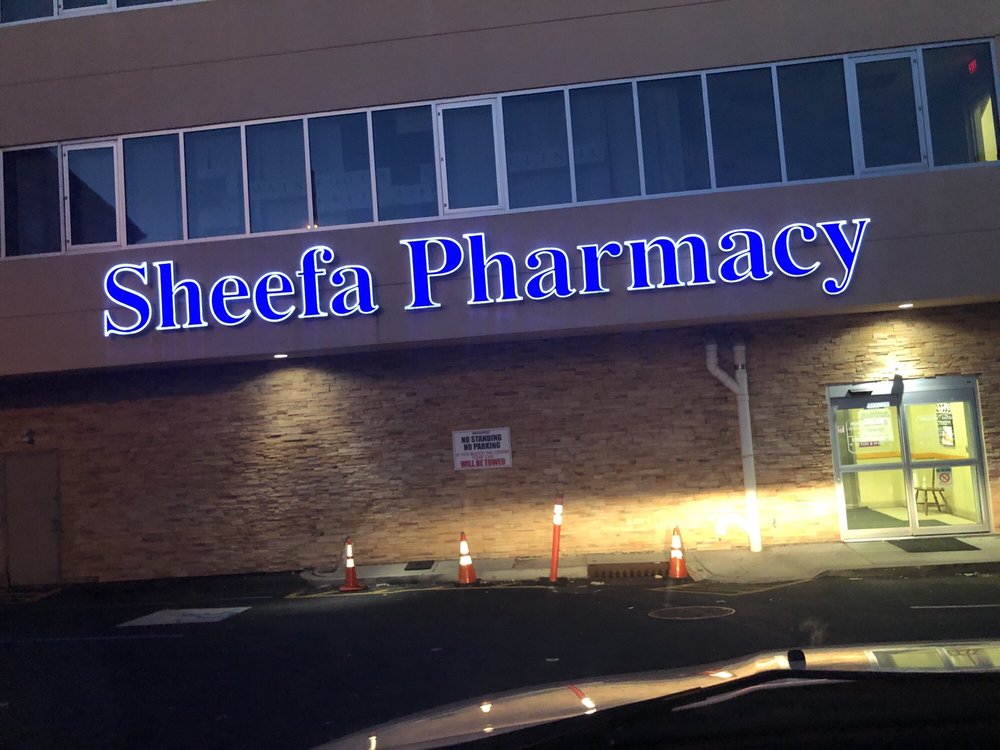 Sheefa Pharmacy
NO STANDING
NO PARKING
WILL BE TOWED